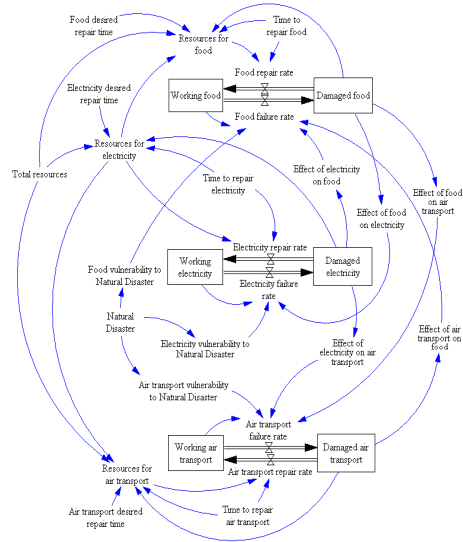 Food desired
repair time
Time to
repair food
Resources for
food
Food repair rate
Electricity desired
repair time
Working food
Damaged food
Food failure rate
Resources for
electricity
Total resources
Time to repair
electricity
Effect of electricity
on food
Effect of food
on air
transport
Effect of food
on electricity
Electricity repair rate
Working
electricity
Damaged
electricity
Food vulnerability to
Natural Disaster
Electricity failure
rate
Natural
Disaster
Electricity vulnerability to
Natural Disaster
Effect of
electricity on air
transport
Effect of air
transport on
food
Air transport vulnerability
to Natural Disaster
Air transport
failure rate
Working air
transport
Damaged air
transport
Resources for
air transport
Air transport repair rate
Air transport desired
repair time
Time to repair
air transport